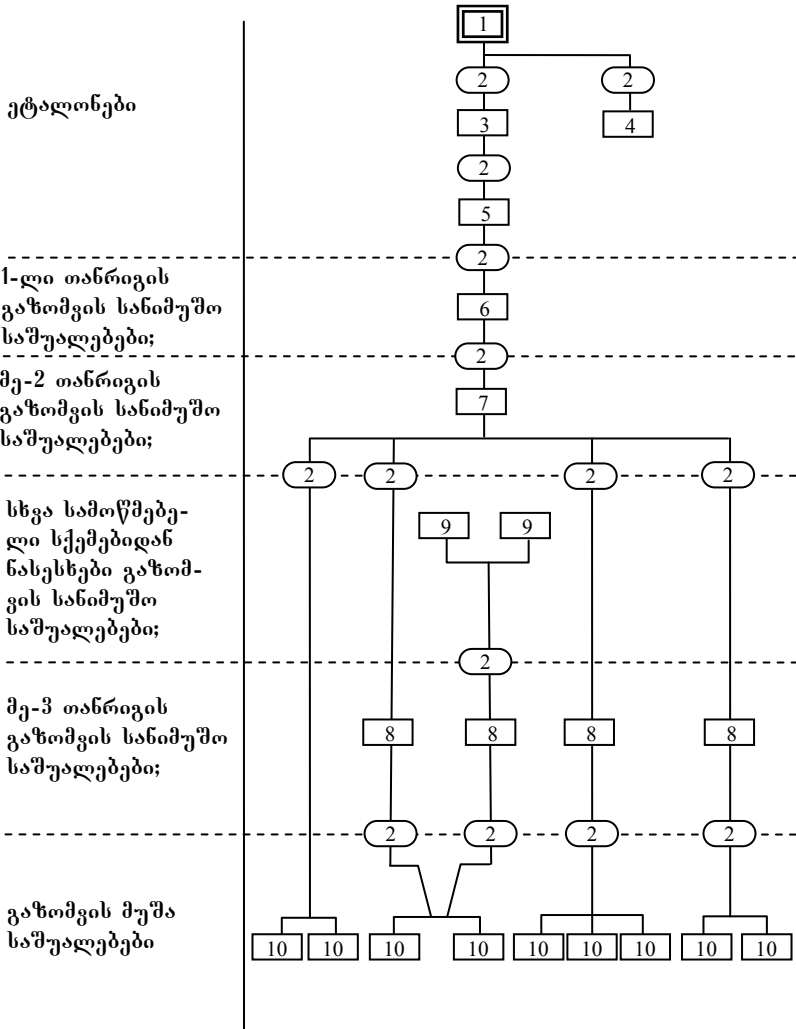 1
2 2
ეტალონები
3 4
2
5
2
1-ლი თანრიგის
გაზომვის სანიმუშო
საშუალებები;
6
2
მე-2 თანრიგის
გაზომვის სანიმუშო
საშუალებები;
7
2 2 2 2
სხვა სამოწმებე-
ლი სქემებიდან
ნასესხები გაზომ-
ვის სანიმუშო
საშუალებები;
9 9
2
მე-3 თანრიგის
გაზომვის სანიმუშო
საშუალებები;
8 8 8 8
2 2 2 2
გაზომვის მუშა
საშუალებები
10 10 10 10 10 10 10 10 10